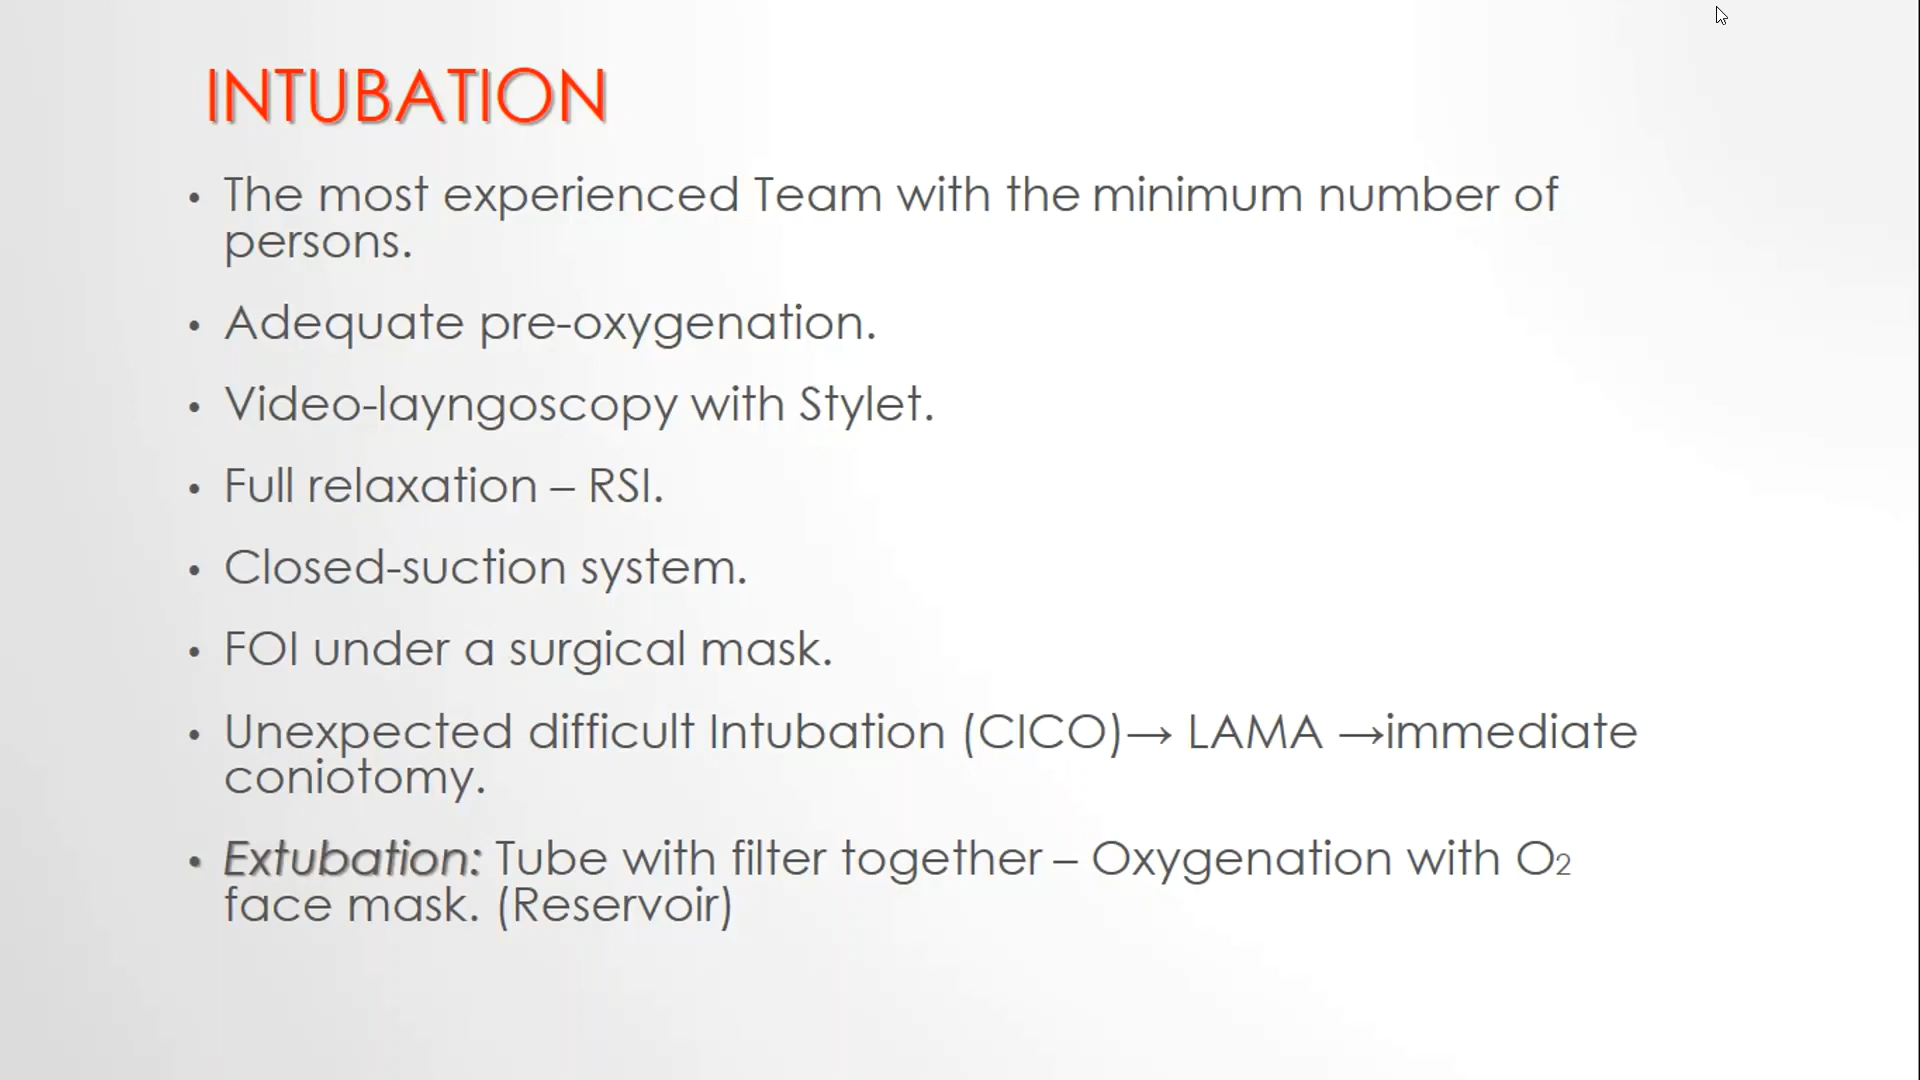 INTUBATION
• The most experienced Team with the minimum number of
persons.
• Adequate pre-oxygenation.
• Video-layngoscopy with Stylet.
• Full relaxation – RSI.
• Closed-suction system.
• FOI under a surgical mask.
• Unexpected difficult Intubation (CICO)→ LAMA →immediate
coniotomy.
• Extubation: Tube with filter together – Oxygenation with O₂
face mask. (Reservoir)